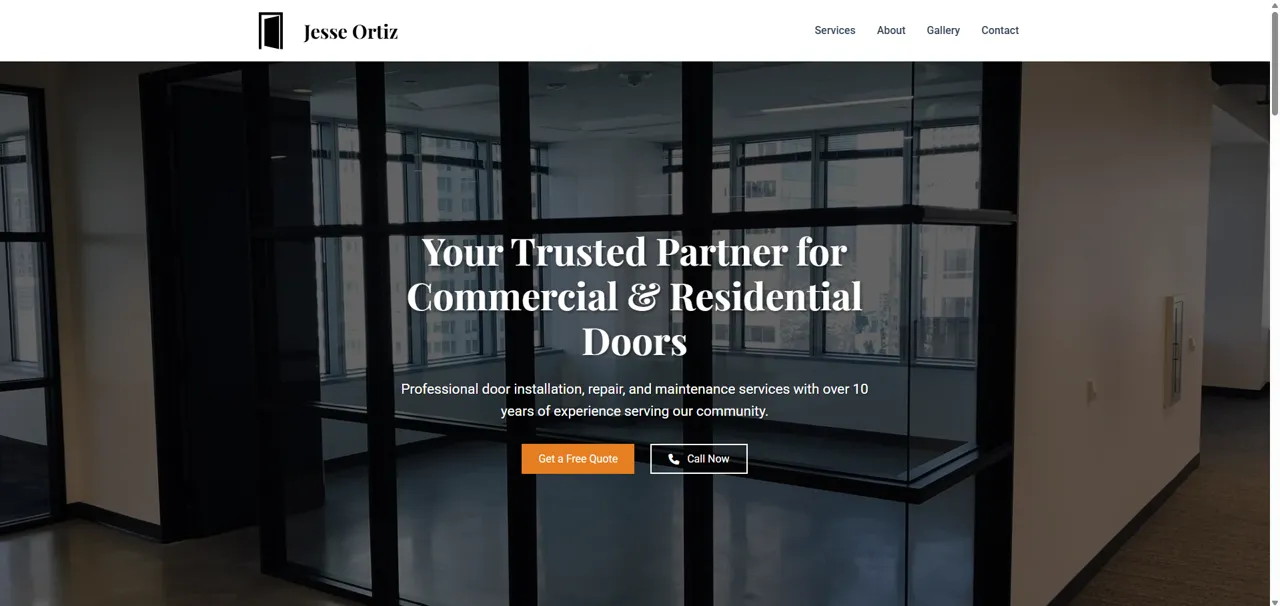 Jesse Ortiz
Services About Gallery Contact
Your Trusted Partner for
Commercial & Residential
Doors
Professional door installation, repair, and maintenance services with over 10
years of experience serving our community.
Get a Free Quote
Call Now